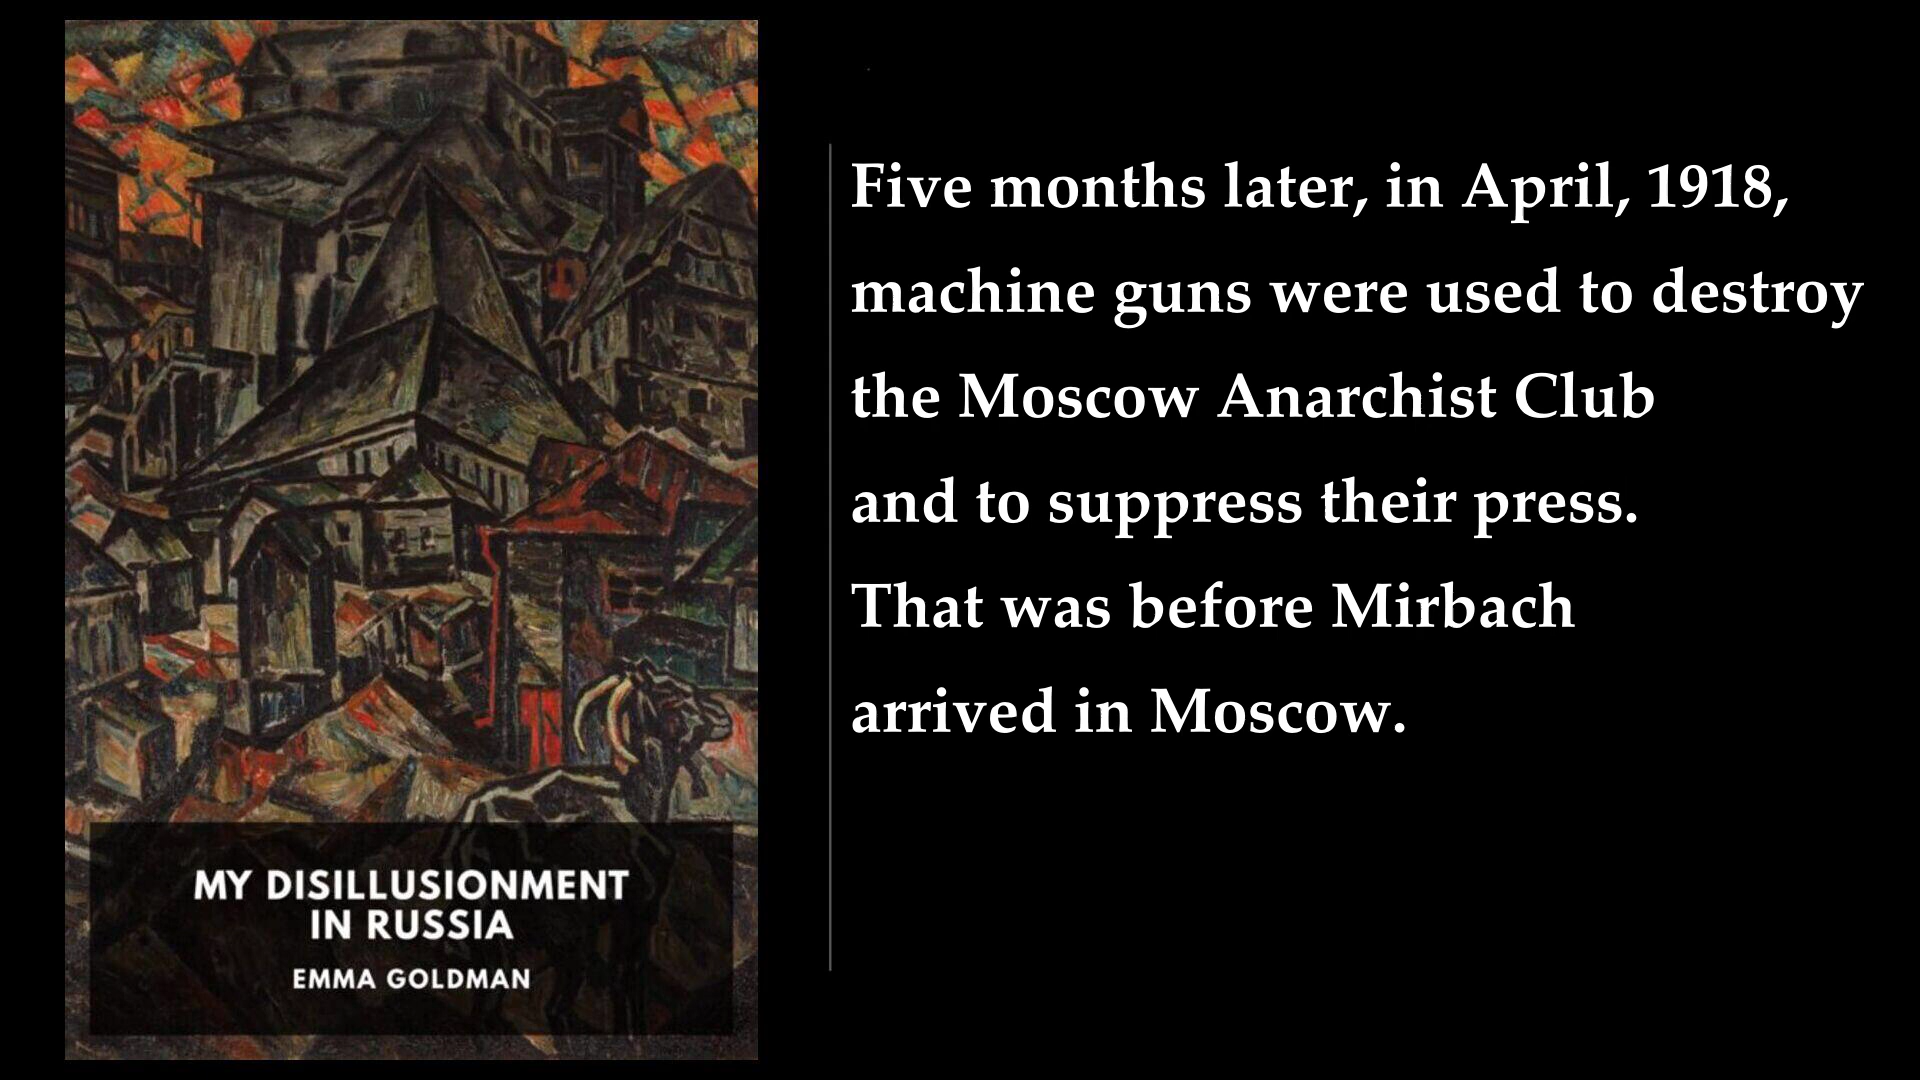 Five months later, in April, 1918,
machine guns were used to destroy
the Moscow Anarchist Club
and to suppress their press.
That was before Mirbach
arrived in Moscow.
MY DISILLUSIONMENT
IN RUSSIA
EMMA GOLDMAN